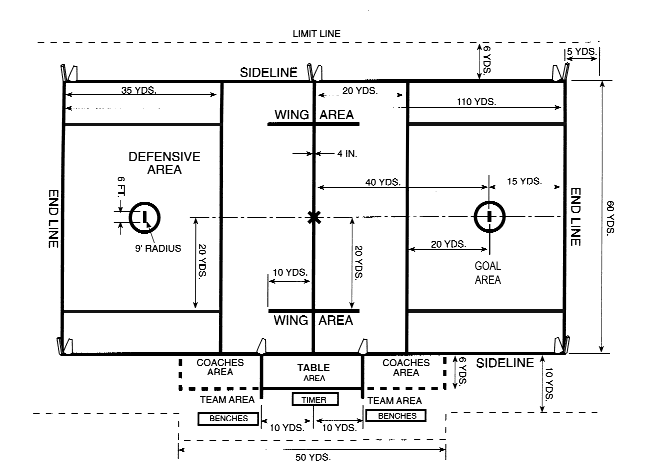 LIMIT LINE
6 YDS.
5 YDS.
SIDELINE
35 YDS.
20 YDS.
110 YDS.
WING AREA
DEFENSIVE
AREA
4 IN.
40 YDS.
15 YDS.
6 FT.
END LINE
9' RADIUS
20 YDS.
20 YDS.
20 YDS.
END LINE
60 YDS.
GOAL
AREA
10 YDS.
WING AREA
COACHES
AREA
TABLE
AREA
COACHES
AREA
6 YDS.
SIDELINE
10 YDS.
TEAM AREA
TIMER
TEAM AREA
BENCHES
BENCHES
10 YDS.
10 YDS.
50 YDS.